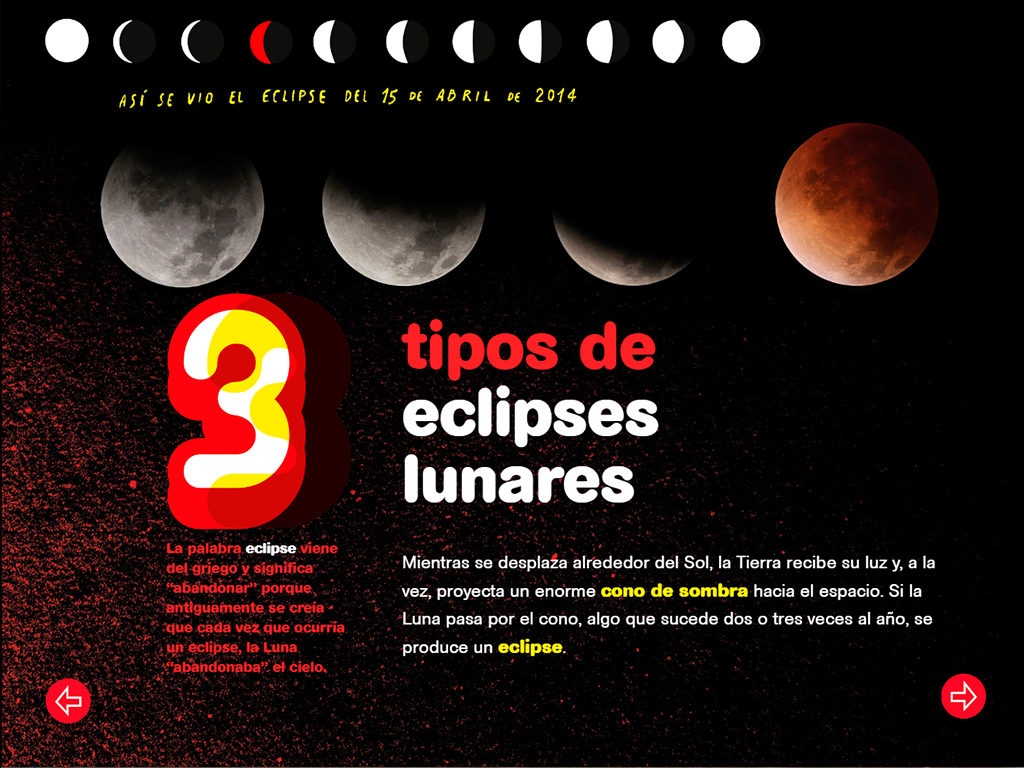 ASÍ SE VIO EL ECLIPSE DEL 15 DE ABRIL DE 2014
3
tipos de
eclipses
lunares
La palabra eclipse viene
del griego y significa
“abandonar” porque
antiguamente se creía
que cada vez que ocurría
un eclipse, la Luna
“abandonaba” el cielo.
Mientras se desplaza alrededor del Sol, la Tierra recibe su luz y, a la
vez, proyecta un enorme cono de sombra hacia el espacio. Si la
Luna pasa por el cono, algo que sucede dos o tres veces al año, se
produce un eclipse.